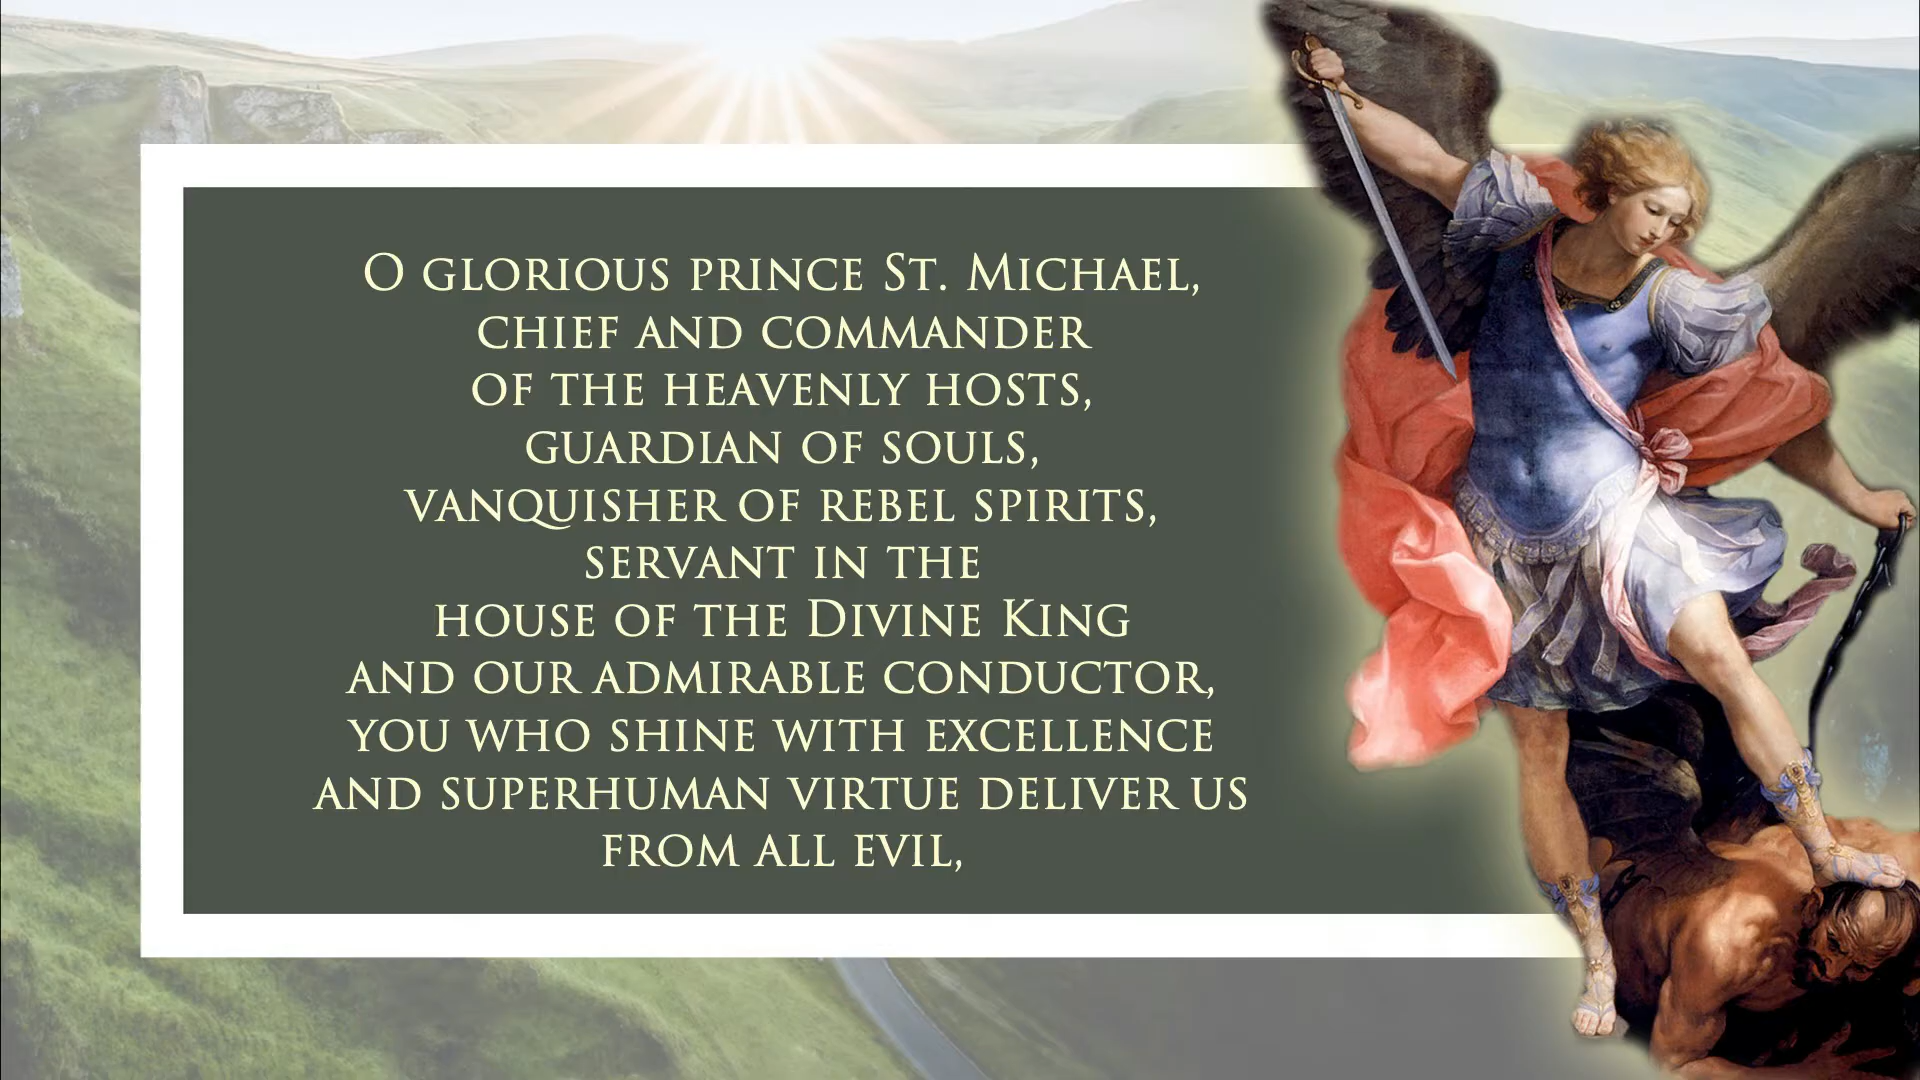 O glorious prince St. Michael,
chief and commander
of the heavenly hosts,
guardian of souls,
vanquisher of rebel spirits,
servant in the
house of the Divine King
and our admirable conductor,
you who shine with excellence
and superhuman virtue deliver us
from all evil,